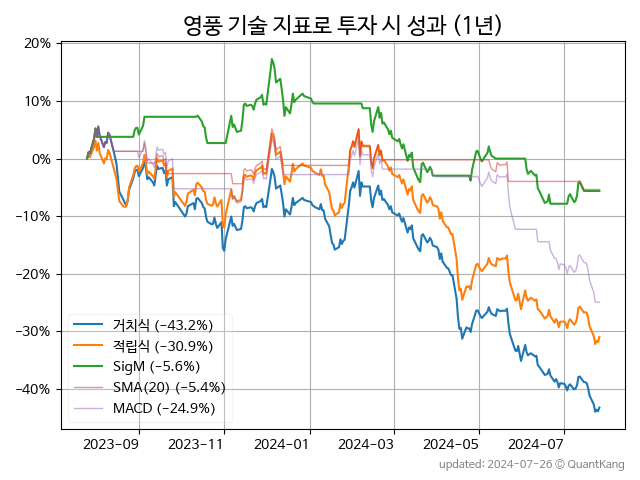 영풍 기술 지표로 투자 시 성과 (1년)
20%
10%
0%
−10%
−20%
−30%
−40%
거치식 (−43.2%)
적립식 (−30.9%)
SigM (−5.6%)
SMA(20) (−5.4%)
MACD (−24.9%)
2023−09 2023−11 2024−01 2024−03 2024−05 2024−07
updated: 2024−07−26 © QuantKang